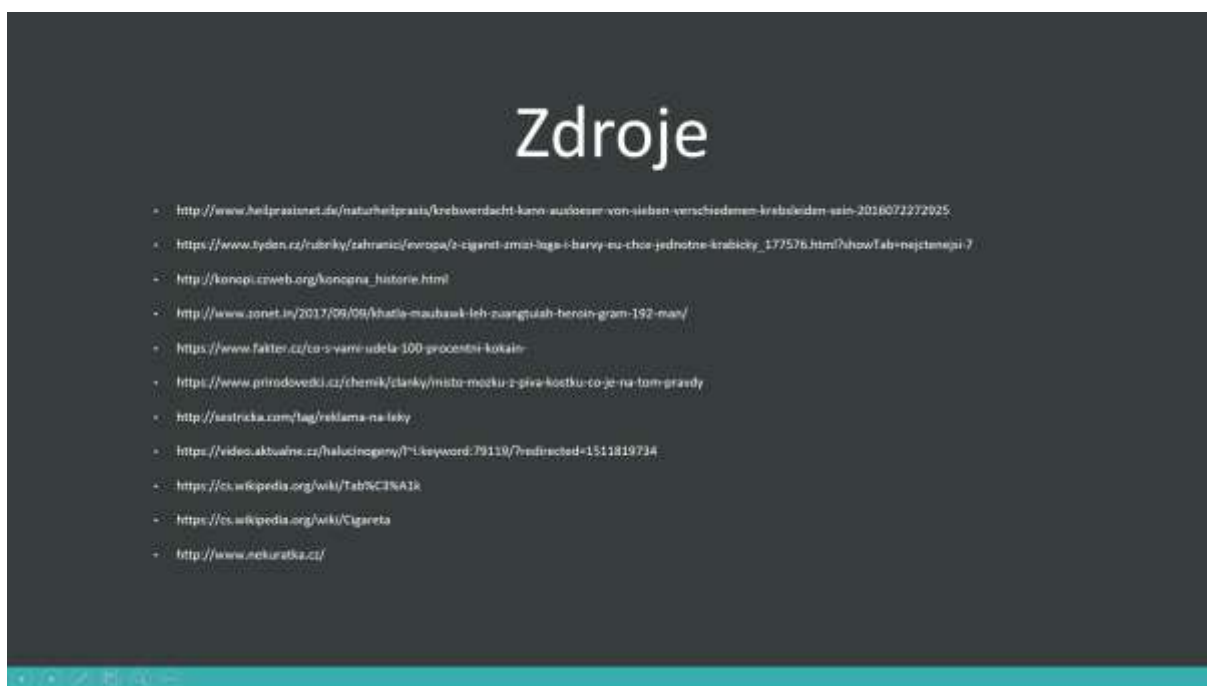 Zdroje
http://www.heilpraxisnet.de/naturheilpraxis/krebsverdacht-kann-ausloeser-von-sieben-verschiedenen-krebsleiden-sein-2016072272925
https://www.tyden.cz/rubriky/zahranici/evropa/z-cigaret-zmizi-loga-i-barvy-eu-chce-jednotne-krabicky_177576.html?showTab=nejctenejsi-7
http://konopi.czweb.org/konopna_historie.html
http://www.zonet.in/2017/09/09/khatla-maubawk-leh-zuangtuiah-heroin-gram-192-man/
https://www.fakter.cz/co-s-vami-udela-100-procentni-kokain-
https://www.prirodovedci.cz/chemik/clanky/misto-mozku-z-piva-kostku-co-je-na-tom-pravdy
http://sestricka.com/tag/reklama-na-leky
https://video.aktualne.cz/halucinogeny/l~i:keyword:79119/?redirected=1511819734
https://cs.wikipedia.org/wiki/Tab%C3%A1k
https://cs.wikipedia.org/wiki/Cigareta
http://www.nekuratka.cz/